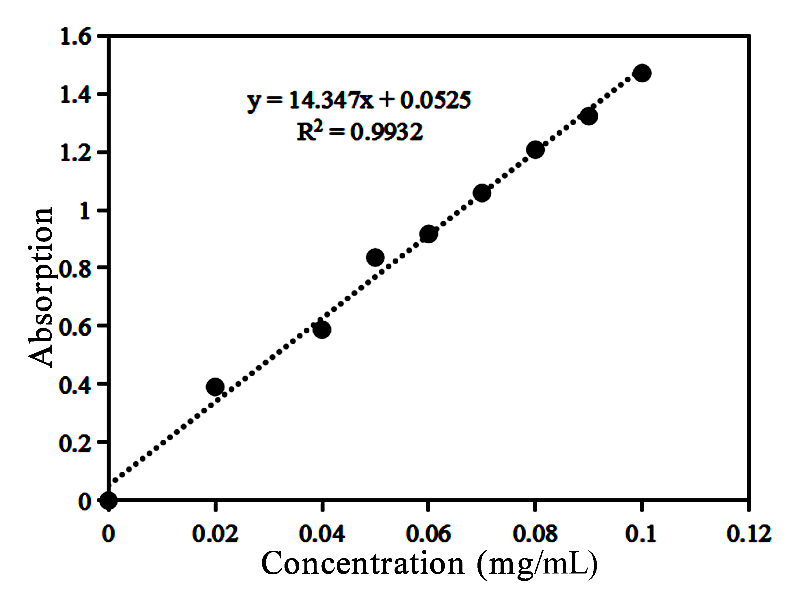 y = 14.347x + 0.0525
R² = 0.9932
1.6
1.4
1.2
1
0.8
0.6
0.4
0.2
0
Absorption
0 0.02 0.04 0.06 0.08 0.1 0.12
Concentration (mg/mL)